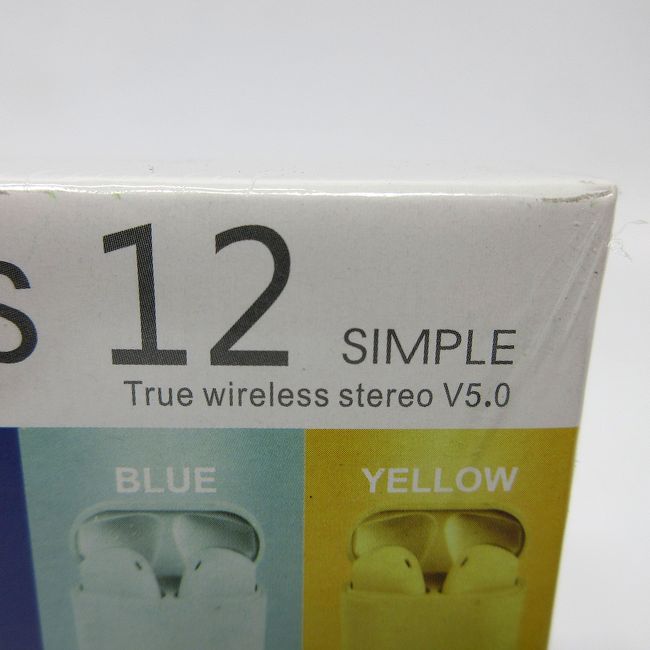 s 12 SIMPLE
True wireless stereo V5.0
BLUE YELLOW